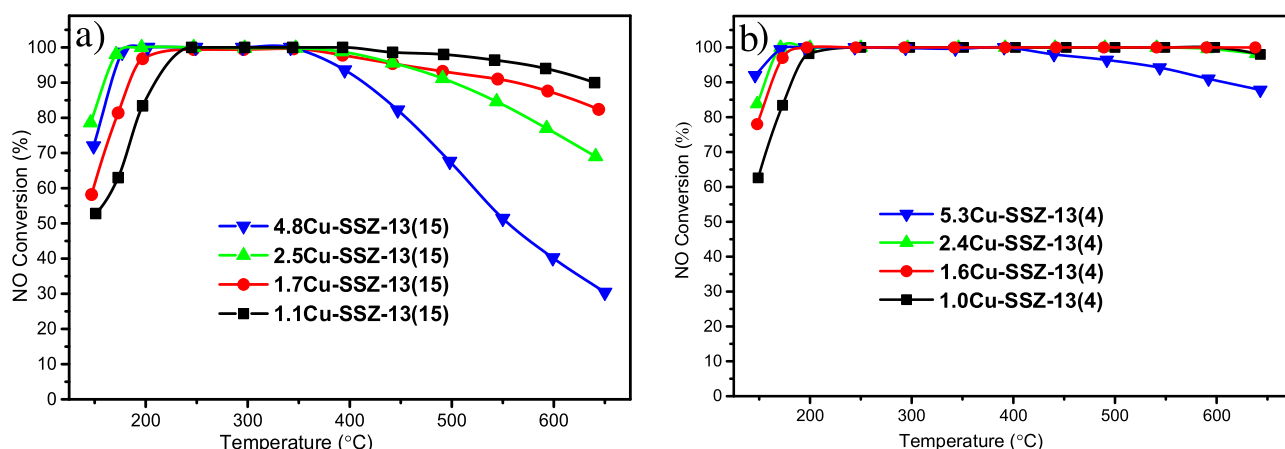 a)
NO Conversion (%)
100
90
80
70
60
50
40
30
20
10
0
4.8Cu-SSZ-13(15)
2.5Cu-SSZ-13(15)
1.7Cu-SSZ-13(15)
1.1Cu-SSZ-13(15)
200 300 400 500 600
Temperature (°C)
b)
NO Conversion (%)
100
90
80
70
60
50
40
30
20
10
0
5.3Cu-SSZ-13(4)
2.4Cu-SSZ-13(4)
1.6Cu-SSZ-13(4)
1.0Cu-SSZ-13(4)
200 300 400 500 600
Temperature (°C)